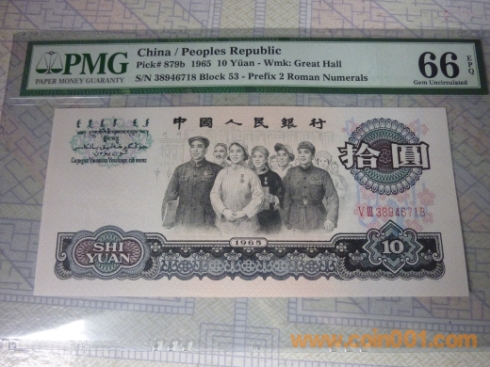 PMG
PAPER MONEY GUARANTY
China / Peoples Republic
Pick# 879b 1965 10 Yüan - Wmk: Great Hall
S/N 38946718 Block 53 - Prefix 2 Roman Numerals
66 EPQ
Gem Uncirculated
中國人民銀行
拾圓
VIII 38946718
SHI
YUAN
1965
10
www.coin001.com